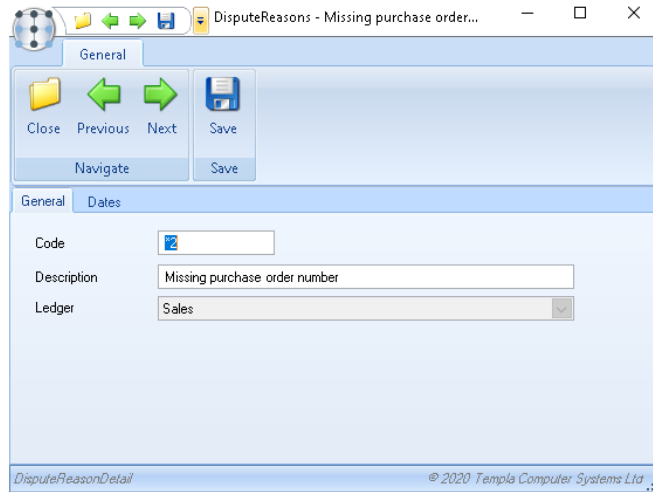 DisputeReasons - Missing purchase order...
General
Close Previous Next Save
Navigate Save
General Dates
Code *2
Description Missing purchase order number
Ledger Sales
DisputeReasonDetail © 2020 Templa Computer Systems Ltd